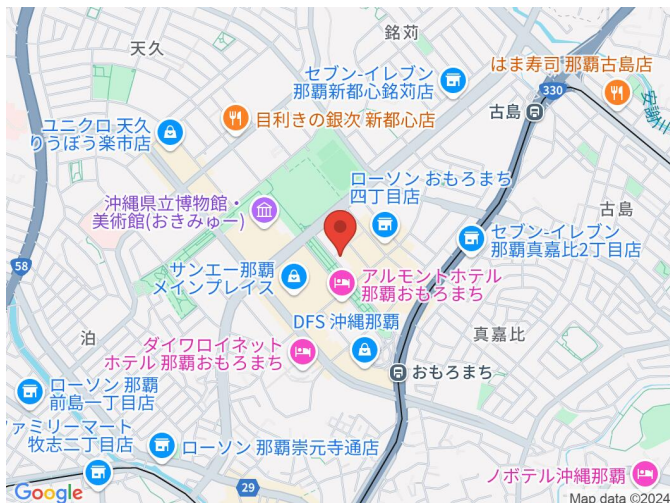 天久
銘苅
セブン-イレブン
那覇新都心銘苅店
はま寿司 那覇古島店
330
古島
安謝川
目利きの銀次 新都心店
ユニクロ 天久
りうぼう楽市店
沖縄県立博物館・
美術館(おきみゅー)
ローソン おもろまち
四丁目店
古島
セブン-イレブン
那覇真嘉比2丁目店
58
サンエー那覇
メインプレイス
アルモントホテル
那覇おもろまち
泊
DFS 沖縄那覇
真嘉比
ダイワロイネット
ホテル 那覇おもろまち
おもろまち
ローソン 那覇
前島一丁目店
ファミリーマート
牧志二丁目店
ローソン 那覇崇元寺通店
29
ノボテル沖縄那覇
Google
Map data ©2024